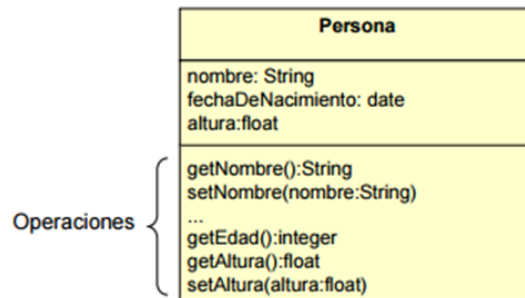 Persona
nombre: String
fechaDeNacimiento: date
altura:float
Operaciones
getNombre():String
setNombre(nombre:String)
...
getEdad():integer
getAltura():float
setAltura(altura:float)